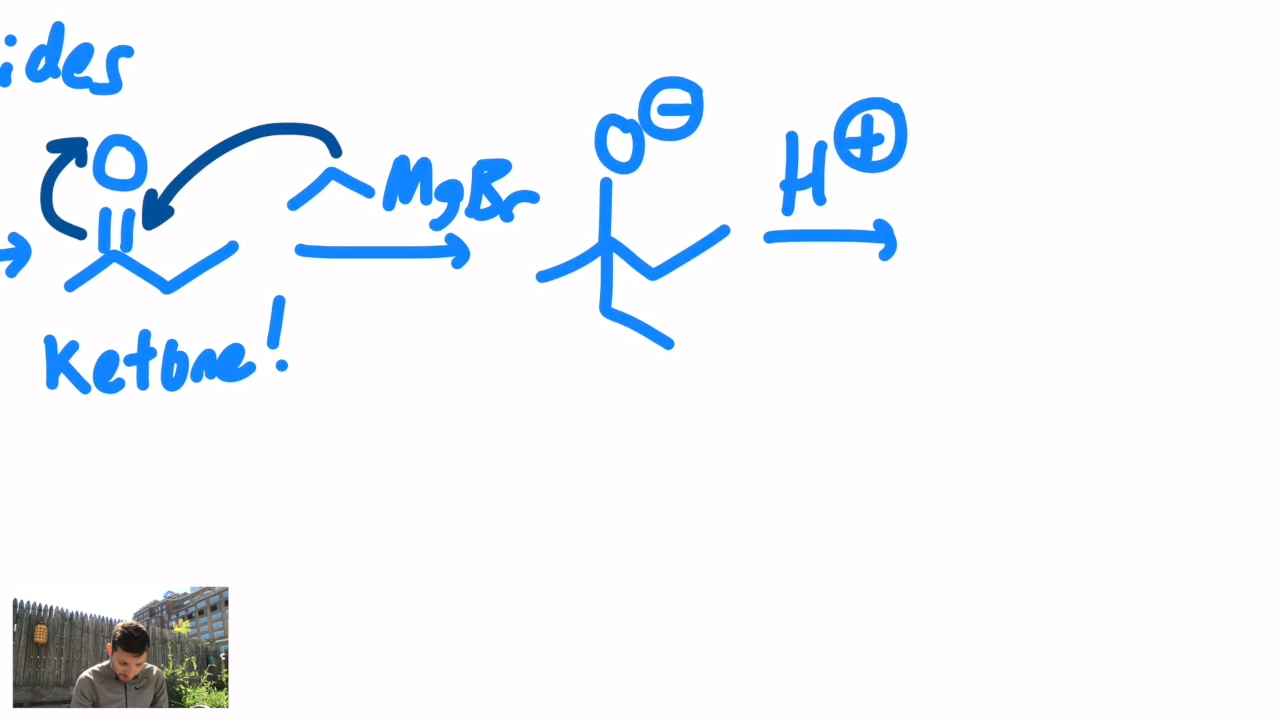 ides
O
MgBr
O⊖
H⊕
Ketone!